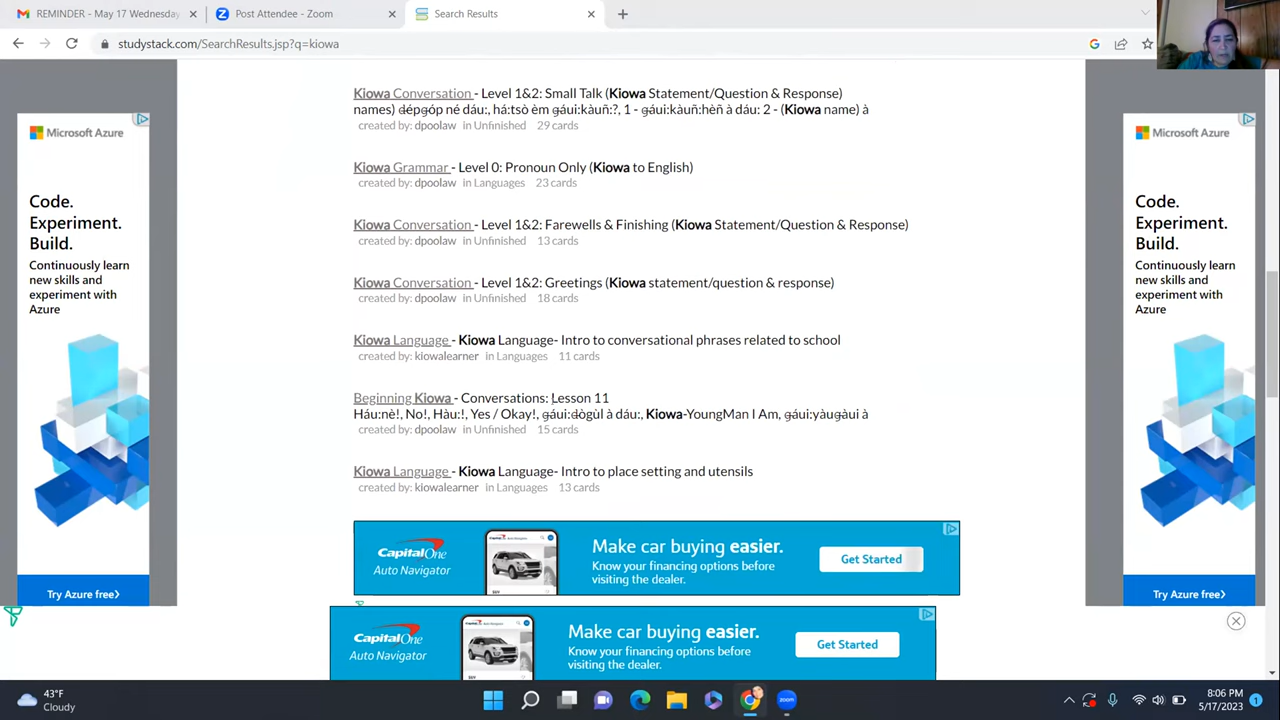 REMINDER - May 17 Wednesday
Post Attendee - Zoom
Search Results
studystack.com/SearchResults.jsp?q=kiowa
Kiowa Conversation - Level 1&2: Small Talk (Kiowa Statement/Question & Response)
names) d̶épg̶óp né dáu:, há:tsò èm g̶áui:kàuñ:?, 1 - g̶áui:kàuñ:hèñ à dáu: 2 - (Kiowa name) à
created by: dpoolaw in Unfinished 29 cards
Kiowa Grammar - Level 0: Pronoun Only (Kiowa to English)
created by: dpoolaw in Languages 23 cards
Kiowa Conversation - Level 1&2: Farewells & Finishing (Kiowa Statement/Question & Response)
created by: dpoolaw in Unfinished 13 cards
Kiowa Conversation - Level 1&2: Greetings (Kiowa statement/question & response)
created by: dpoolaw in Unfinished 18 cards
Kiowa Language - Kiowa Language- Intro to conversational phrases related to school
created by: kiowalearner in Languages 11 cards
Beginning Kiowa - Conversations: Lesson 11
Háu:nè!, No!, Hàu:!, Yes / Okay!, g̶áui:d̶ògùl à dáu:, Kiowa-YoungMan I Am, g̶áui:yàug̶àui à
created by: dpoolaw in Unfinished 15 cards
Kiowa Language - Kiowa Language- Intro to place setting and utensils
created by: kiowalearner in Languages 13 cards
Microsoft Azure
Code.
Experiment.
Build.
Continuously learn
new skills and
experiment with
Azure
Try Azure free>
Microsoft Azure
Code.
Experiment.
Build.
Continuously learn
new skills and
experiment with
Azure
Try Azure free>
Capital One
Auto Navigator
Make car buying easier.
Know your financing options before
visiting the dealer.
Get Started
Capital One
Auto Navigator
Make car buying easier.
Know your financing options before
visiting the dealer.
Get Started
43°F
Cloudy
zoom
8:06 PM
5/17/2023
1